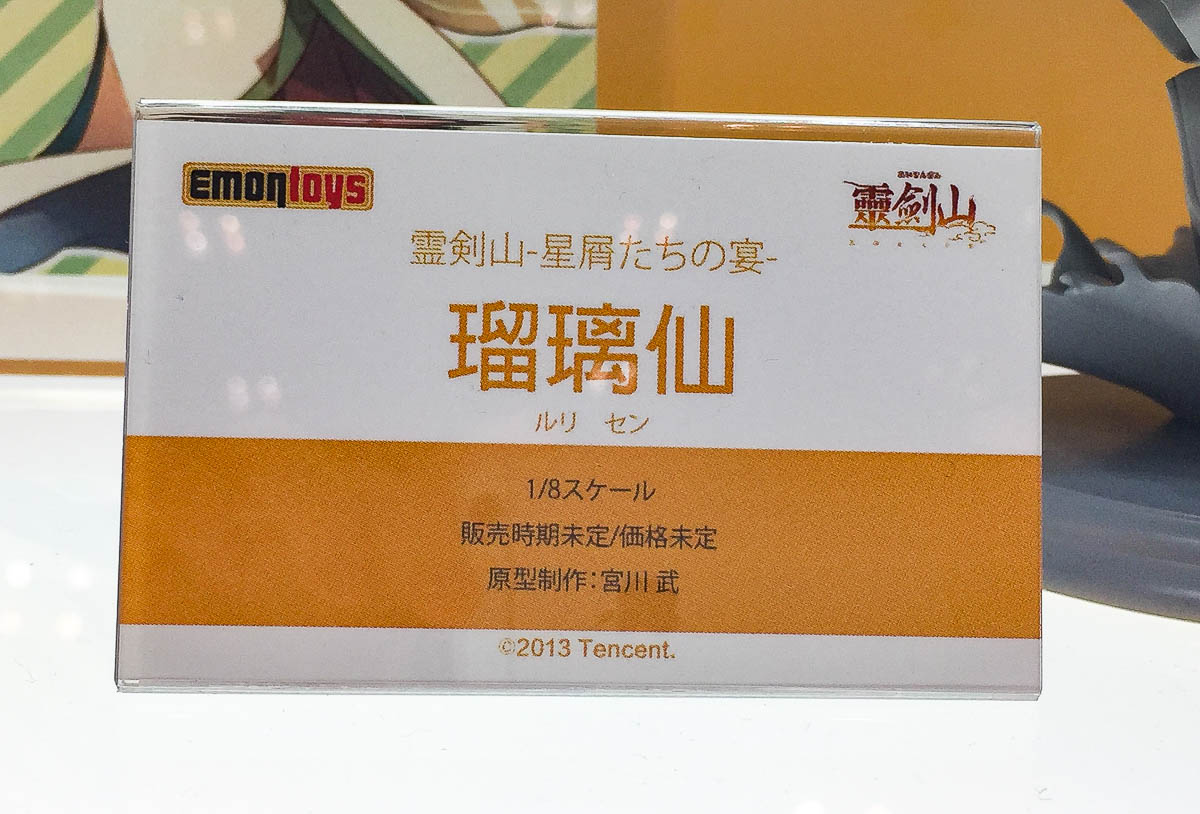 Emontoys
靈劍山
霊剣山-星屑たちの宴-
瑠璃仙
ルリ セン
1/8スケール
販売時期未定/価格未定
原型制作:宮川 武
©2013 Tencent.